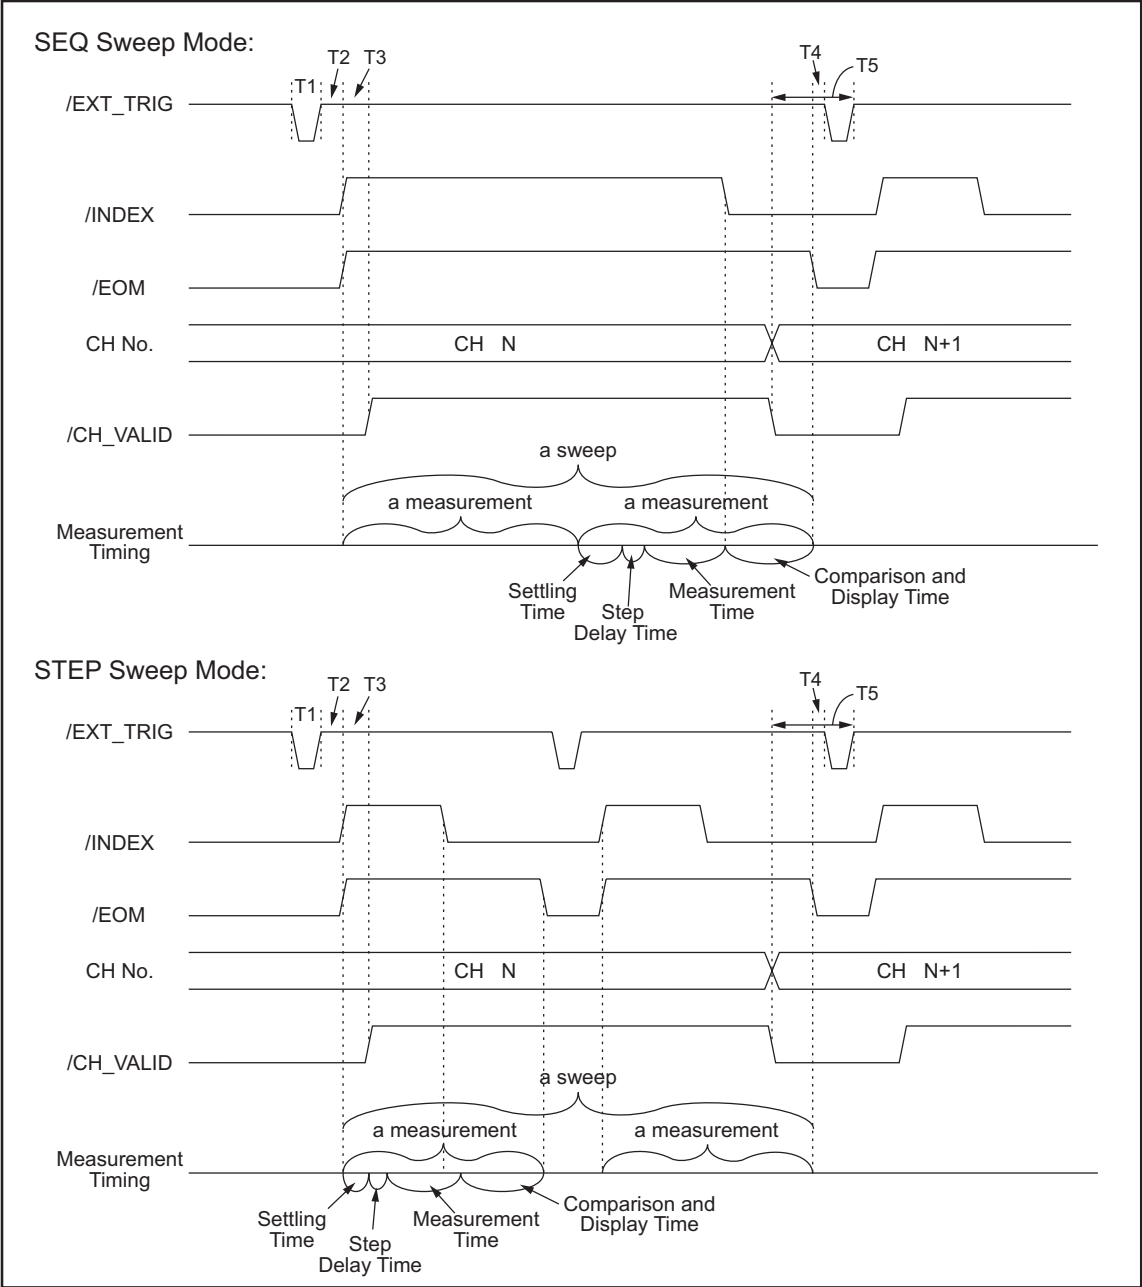 SEQ Sweep Mode:
T1
T2
T3
T4
T5
/EXT_TRIG
/INDEX
/EOM
CH No.
CH N
CH N+1
/CH_VALID
a sweep
a measurement
a measurement
Measurement
Timing
Settling
Time
Step
Delay Time
Measurement
Time
Comparison and
Display Time
STEP Sweep Mode:
T1
T2
T3
T4
T5
/EXT_TRIG
/INDEX
/EOM
CH No.
CH N
CH N+1
/CH_VALID
a sweep
a measurement
a measurement
Measurement
Timing
Settling
Time
Step
Delay Time
Measurement
Time
Comparison and
Display Time